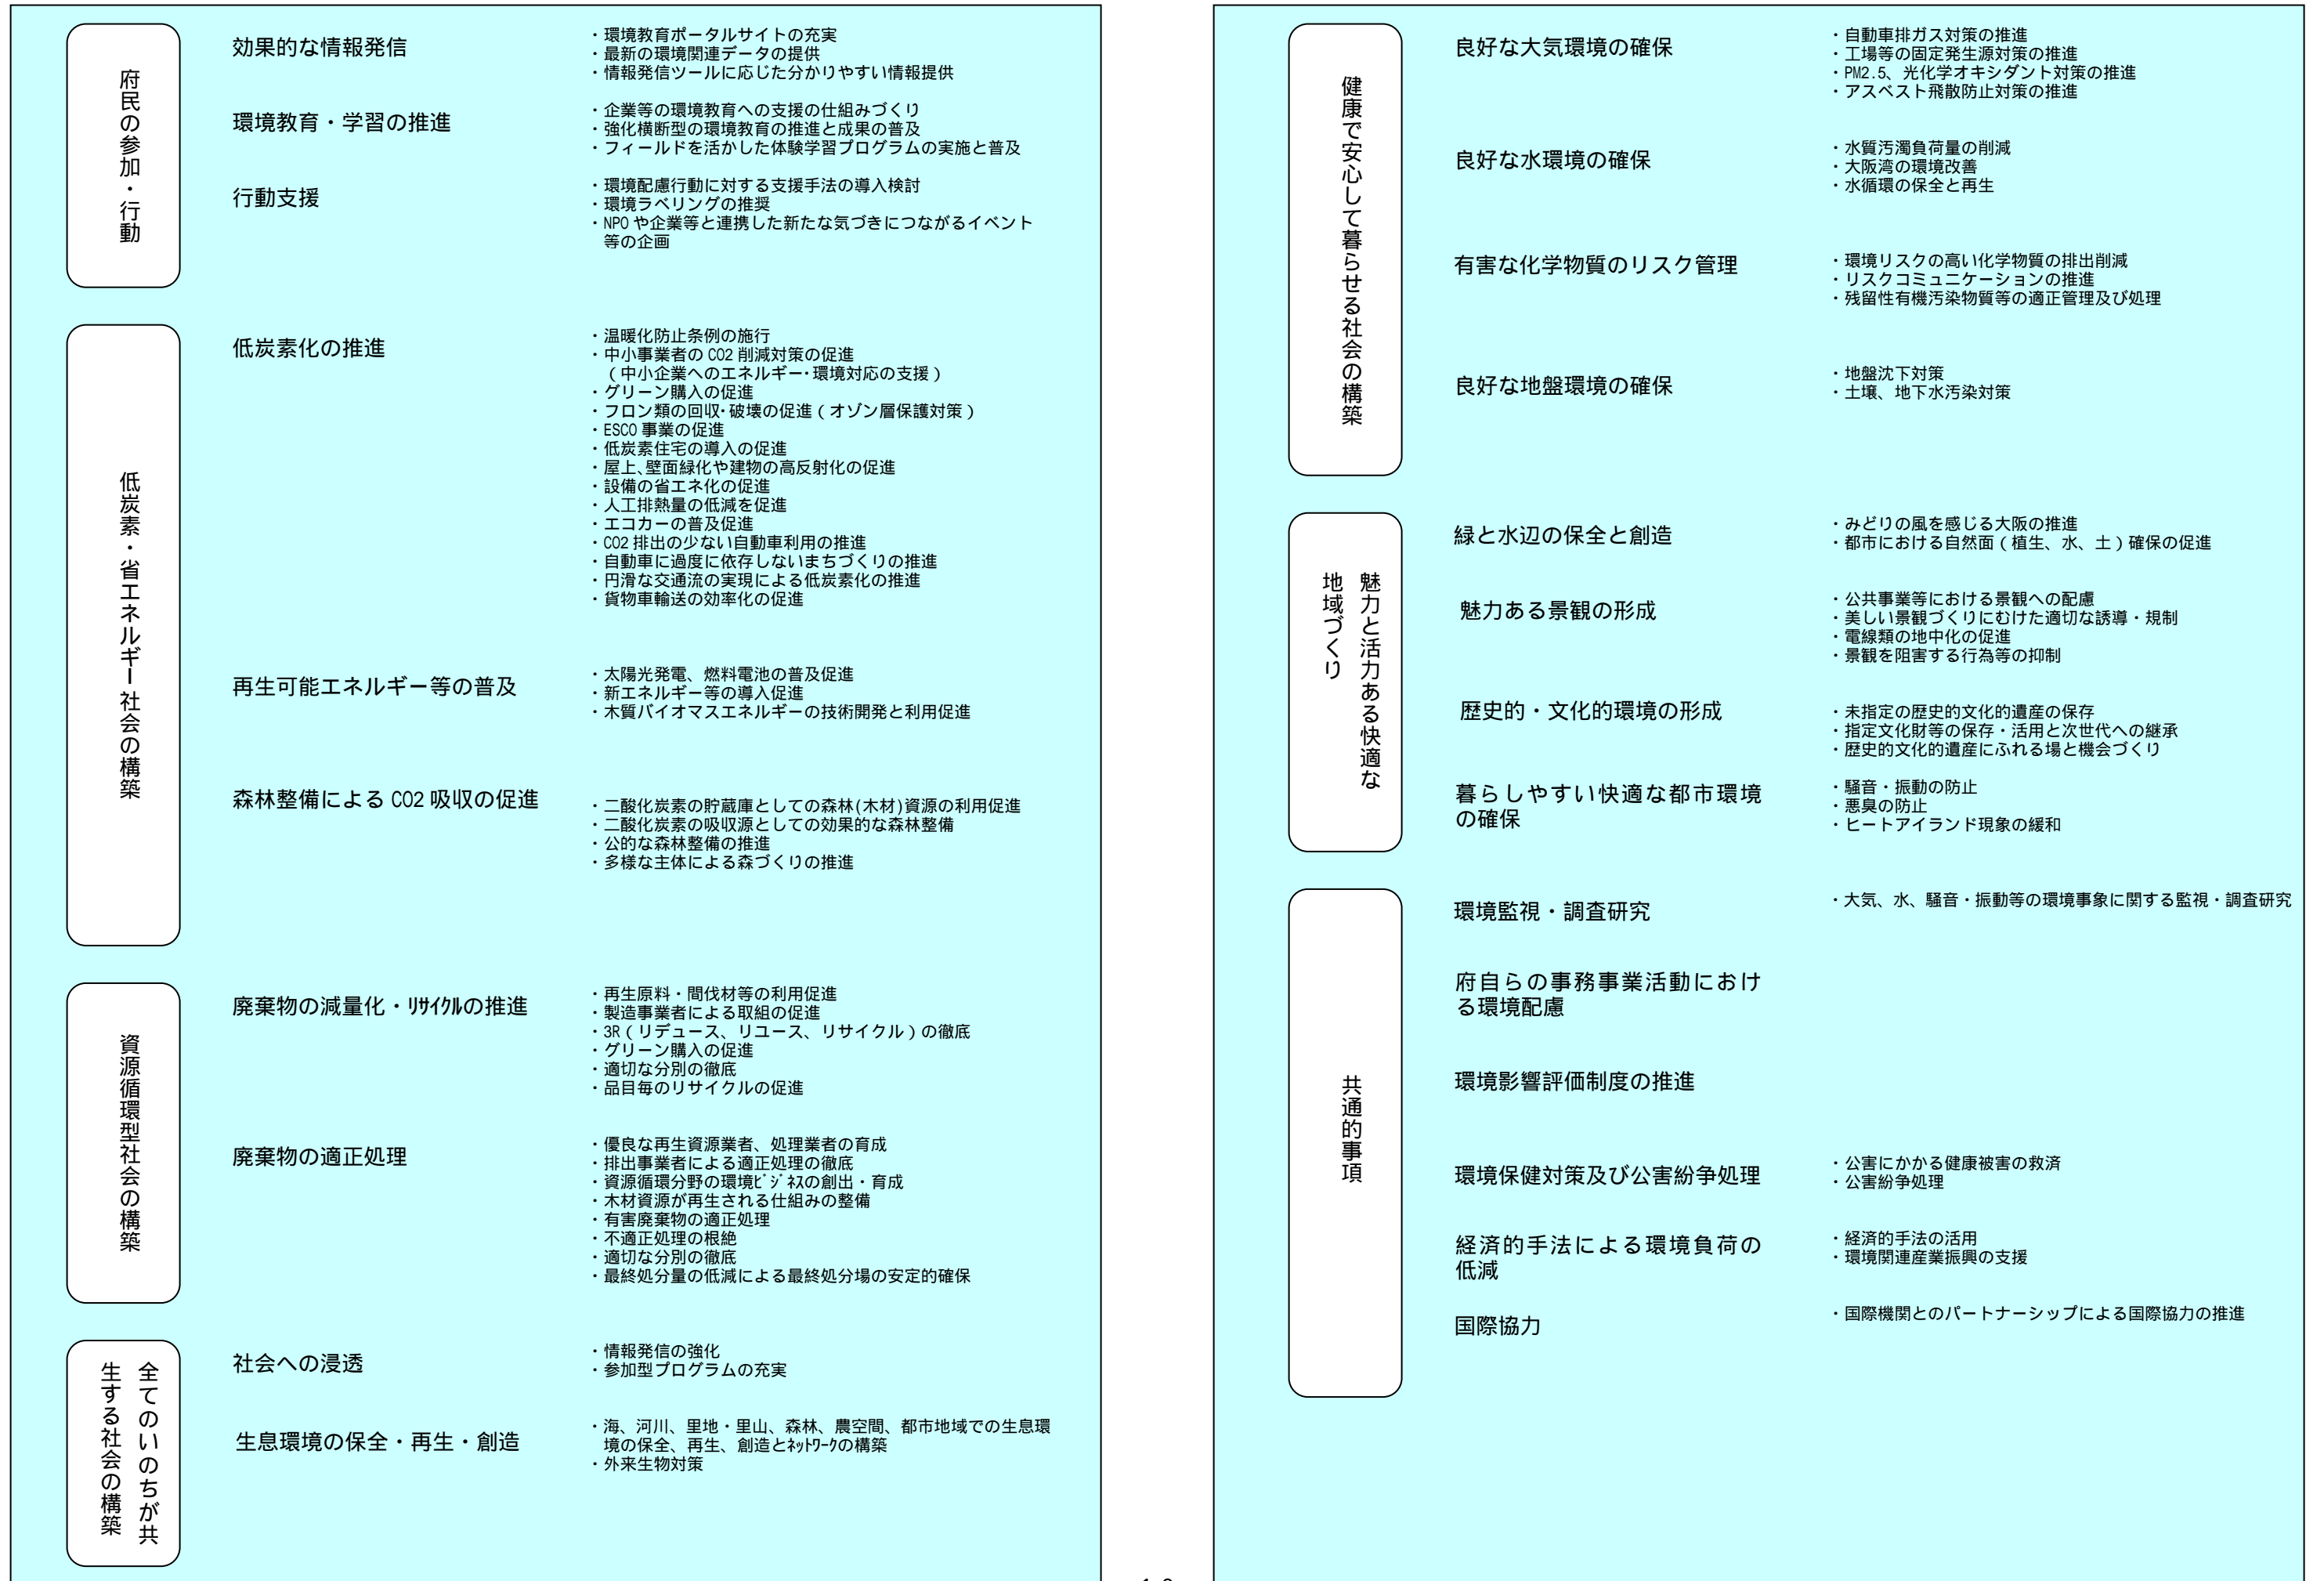 府民の参加・行動
効果的な情報発信
・環境教育ポータルサイトの充実
・最新の環境関連データの提供
・情報発信ツールに応じた分かりやすい情報提供
環境教育・学習の推進
・企業等の環境教育への支援の仕組みづくり
・強化横断型の環境教育の推進と成果の普及
・フィールドを活かした体験学習プログラムの実施と普及
行動支援
・環境配慮行動に対する支援手法の導入検討
・環境ラベリングの推奨
・NPOや企業等と連携した新たな気づきにつながるイベント
等の企画
低炭素・省エネルギー社会の構築
低炭素化の推進
・温暖化防止条例の施行
・中小事業者のCO2削減対策の促進
（中小企業へのエネルギー・環境対応の支援）
・グリーン購入の促進
・フロン類の回収・破壊の促進（オゾン層保護対策）
・ESCO事業の促進
・低炭素住宅の導入の促進
・屋上、壁面緑化や建物の高反射化の促進
・設備の省エネ化の促進
・人工排熱量の低減を促進
・エコカーの普及促進
・CO2排出の少ない自動車利用の推進
・自動車に過度に依存しないまちづくりの推進
・円滑な交通流の実現による低炭素化の推進
・貨物車輸送の効率化の促進
再生可能エネルギー等の普及
・太陽光発電、燃料電池の普及促進
・新エネルギー等の導入促進
・木質バイオマスエネルギーの技術開発と利用促進
森林整備によるCO2吸収の促進
・二酸化炭素の貯蔵庫としての森林(木材)資源の利用促進
・二酸化炭素の吸収源としての効果的な森林整備
・公的な森林整備の推進
・多様な主体による森づくりの推進
資源循環型社会の構築
廃棄物の減量化・ﾘｻｲｸﾙの推進
・再生原料・間伐材等の利用促進
・製造事業者による取組の促進
・3R（リデュース、リユース、リサイクル）の徹底
・グリーン購入の促進
・適切な分別の徹底
・品目毎のリサイクルの促進
廃棄物の適正処理
・優良な再生資源業者、処理業者の育成
・排出事業者による適正処理の徹底
・資源循環分野の環境ﾋﾞｼﾞﾈｽの創出・育成
・木材資源が再生される仕組みの整備
・有害廃棄物の適正処理
・不適正処理の根絶
・適切な分別の徹底
・最終処分量の低減による最終処分場の安定的確保
全てのいのちが共
生する社会の構築
社会への浸透
・情報発信の強化
・参加型プログラムの充実
生息環境の保全・再生・創造
・海、河川、里地・里山、森林、農空間、都市地域での生息環
境の保全、再生、創造とﾈｯﾄﾜｰｸの構築
・外来生物対策
健康で安心して暮らせる社会の構築
良好な大気環境の確保
・自動車排ガス対策の推進
・工場等の固定発生源対策の推進
・PM2.5、光化学オキシダント対策の推進
・アスベスト飛散防止対策の推進
良好な水環境の確保
・水質汚濁負荷量の削減
・大阪湾の環境改善
・水循環の保全と再生
有害な化学物質のリスク管理
・環境リスクの高い化学物質の排出削減
・リスクコミュニケーションの推進
・残留性有機汚染物質等の適正管理及び処理
良好な地盤環境の確保
・地盤沈下対策
・土壌、地下水汚染対策
魅力と活力ある快適な
地域づくり
緑と水辺の保全と創造
・みどりの風を感じる大阪の推進
・都市における自然面（植生、水、土）確保の促進
魅力ある景観の形成
・公共事業等における景観への配慮
・美しい景観づくりにむけた適切な誘導・規制
・電線類の地中化の促進
・景観を阻害する行為等の抑制
歴史的・文化的環境の形成
・未指定の歴史的文化的遺産の保存
・指定文化財等の保存・活用と次世代への継承
・歴史的文化的遺産にふれる場と機会づくり
暮らしやすい快適な都市環境
の確保
・騒音・振動の防止
・悪臭の防止
・ヒートアイランド現象の緩和
共通的事項
環境監視・調査研究
・大気、水、騒音・振動等の環境事象に関する監視・調査研究
府自らの事務事業活動におけ
る環境配慮
環境影響評価制度の推進
環境保健対策及び公害紛争処理
・公害にかかる健康被害の救済
・公害紛争処理
経済的手法による環境負荷の
低減
・経済的手法の活用
・環境関連産業振興の支援
国際協力
・国際機関とのパートナーシップによる国際協力の推進